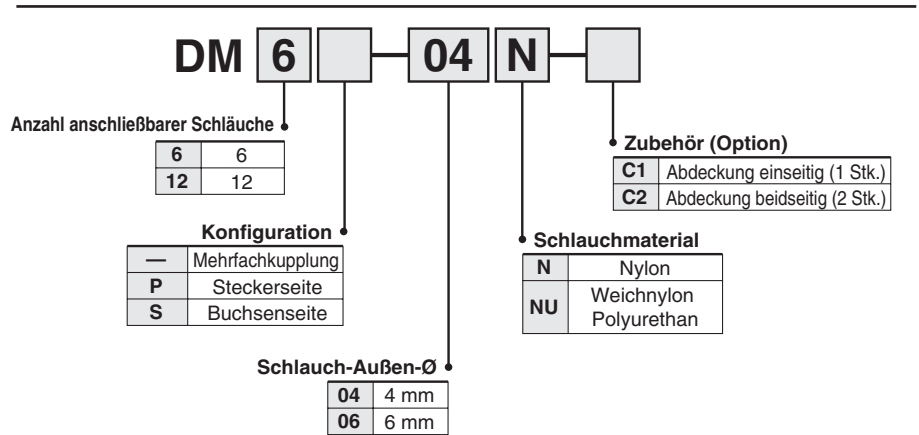 DM 6 — 04 N —
Anzahl anschließbarer Schläuche
6 6
12 12
Zubehör (Option)
C1 Abdeckung einseitig (1 Stk.)
C2 Abdeckung beidseitig (2 Stk.)
Konfiguration
— Mehrfachkupplung
P Steckerseite
S Buchsenseite
Schlauchmaterial
N Nylon
NU Weichnylon
Polyurethan
Schlauch-Außen-Ø
04 4 mm
06 6 mm